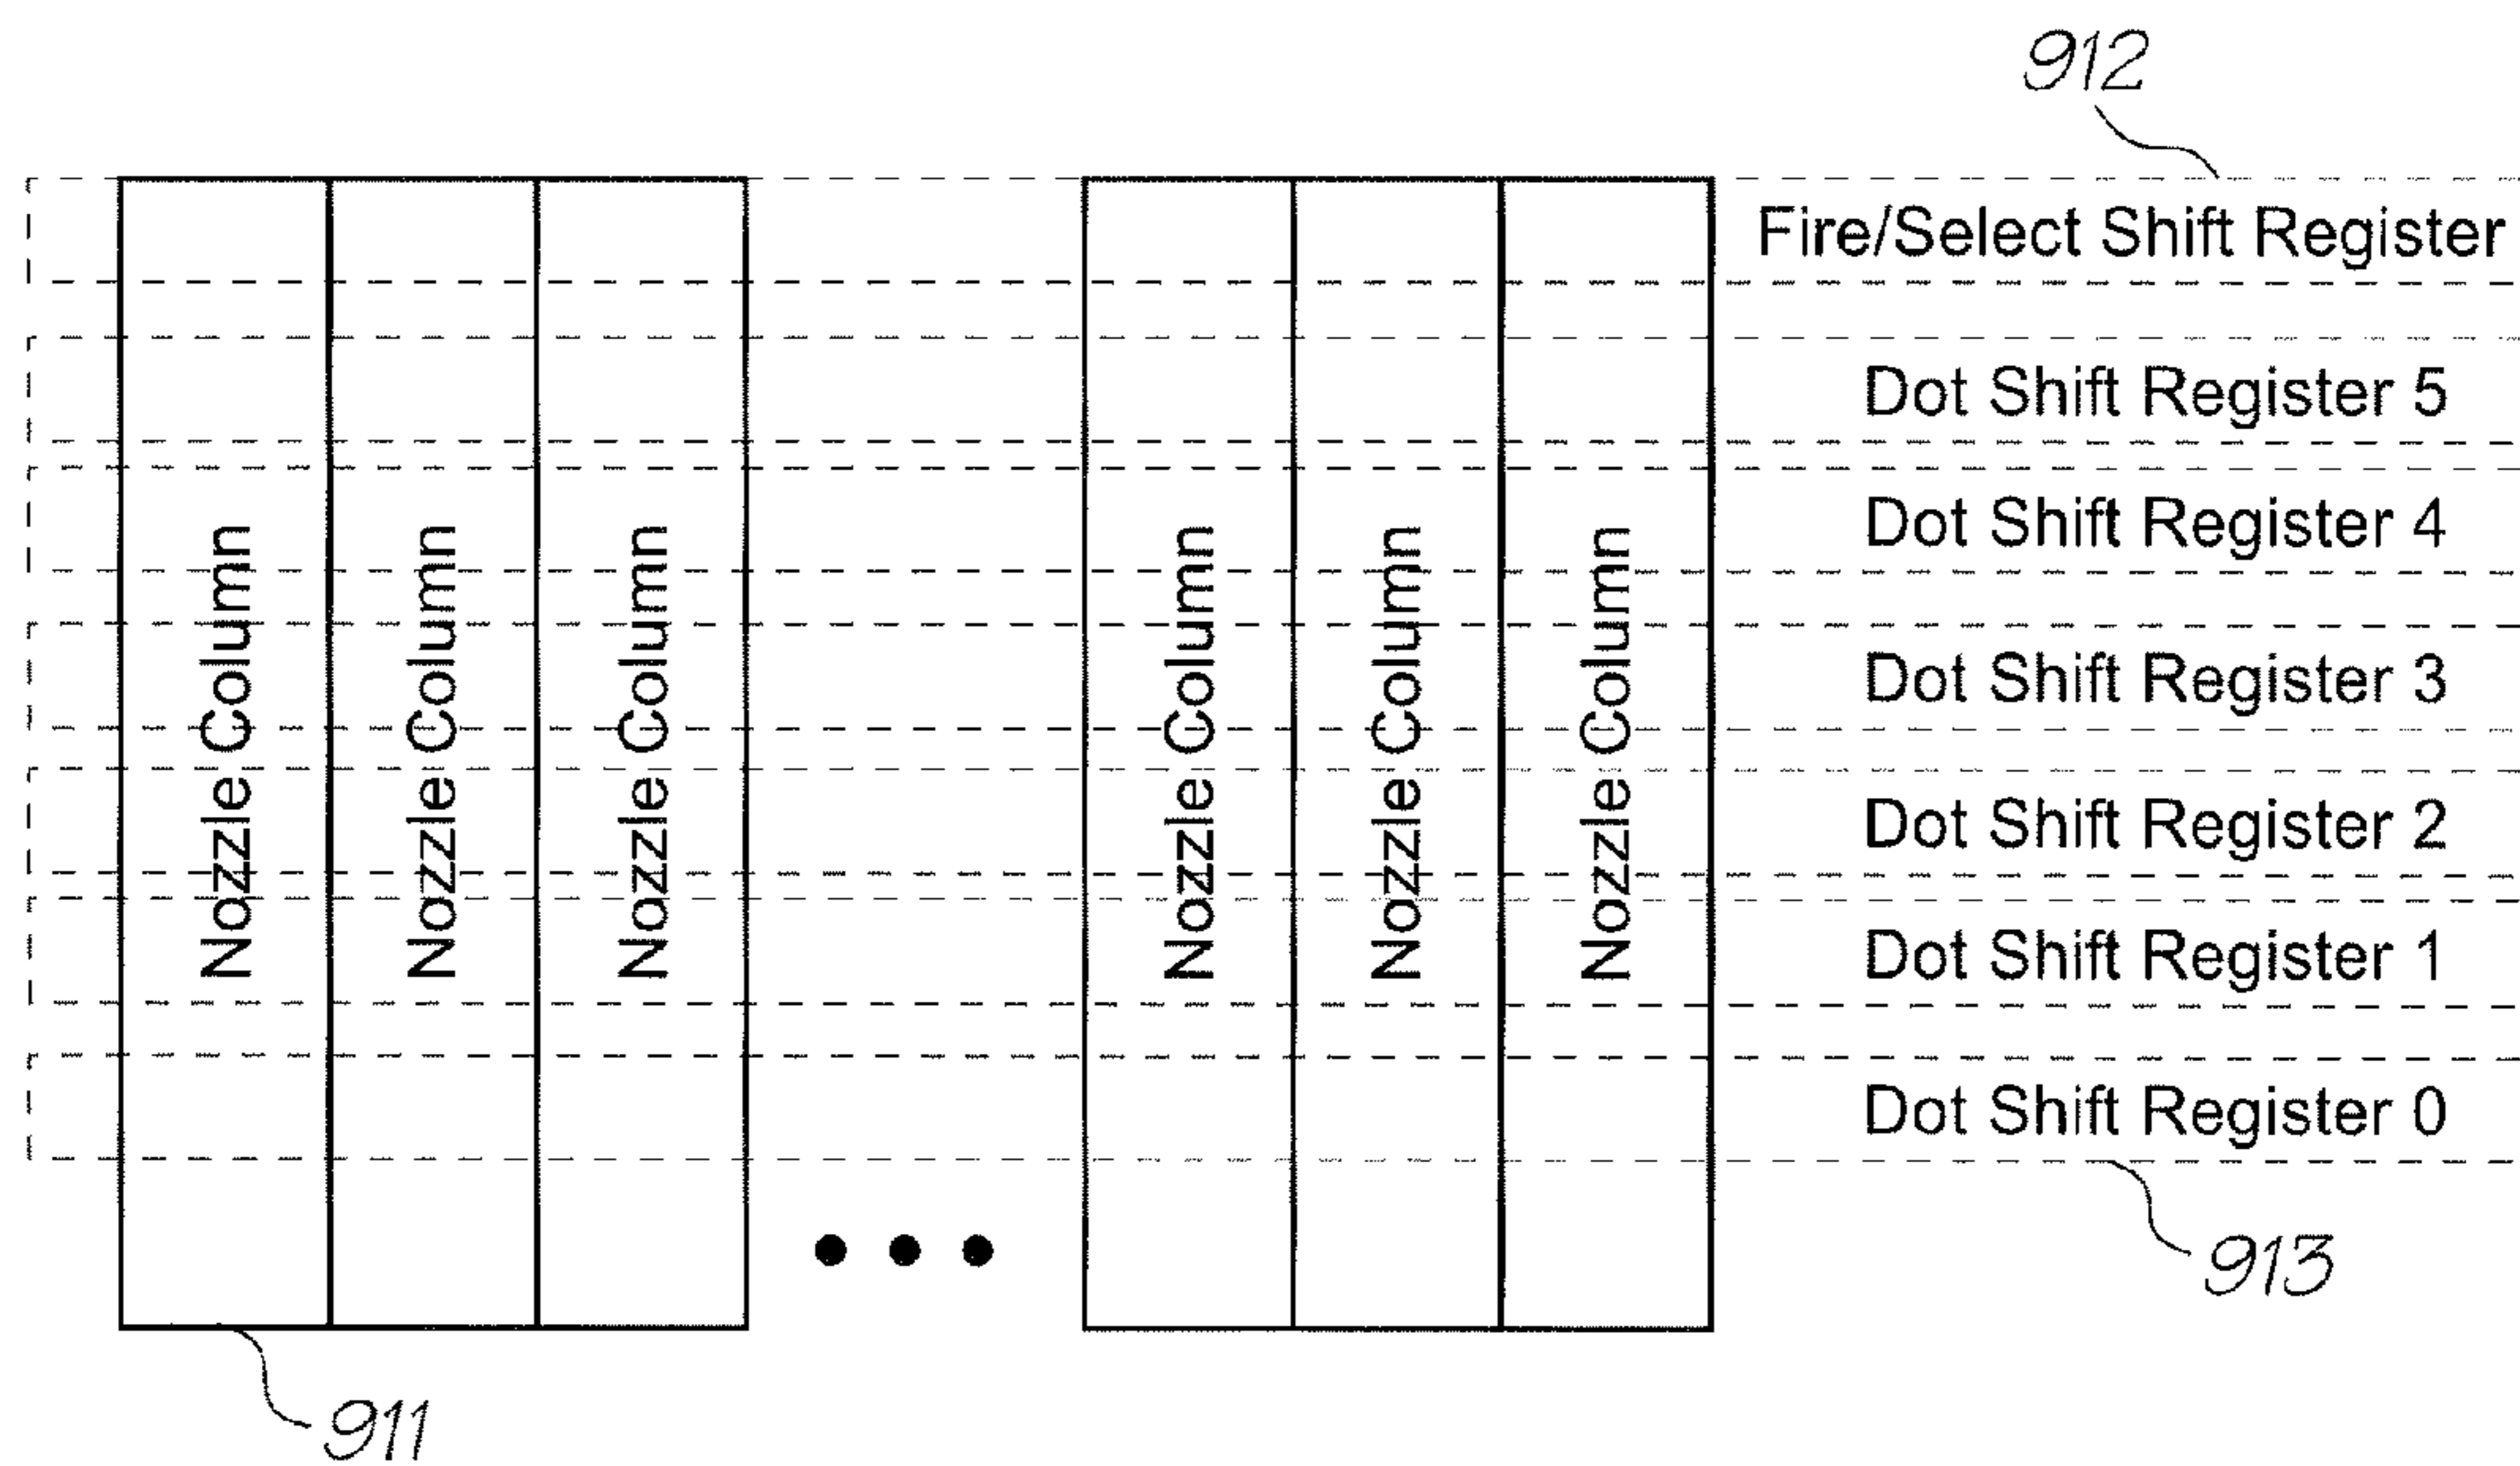 912
Fire/Select Shift Register
Dot Shift Register 5
Dot Shift Register 4
Dot Shift Register 3
Dot Shift Register 2
Dot Shift Register 1
Dot Shift Register 0
Nozzle Column
Nozzle Column
Nozzle Column
Nozzle Column
Nozzle Column
Nozzle Column
913
911